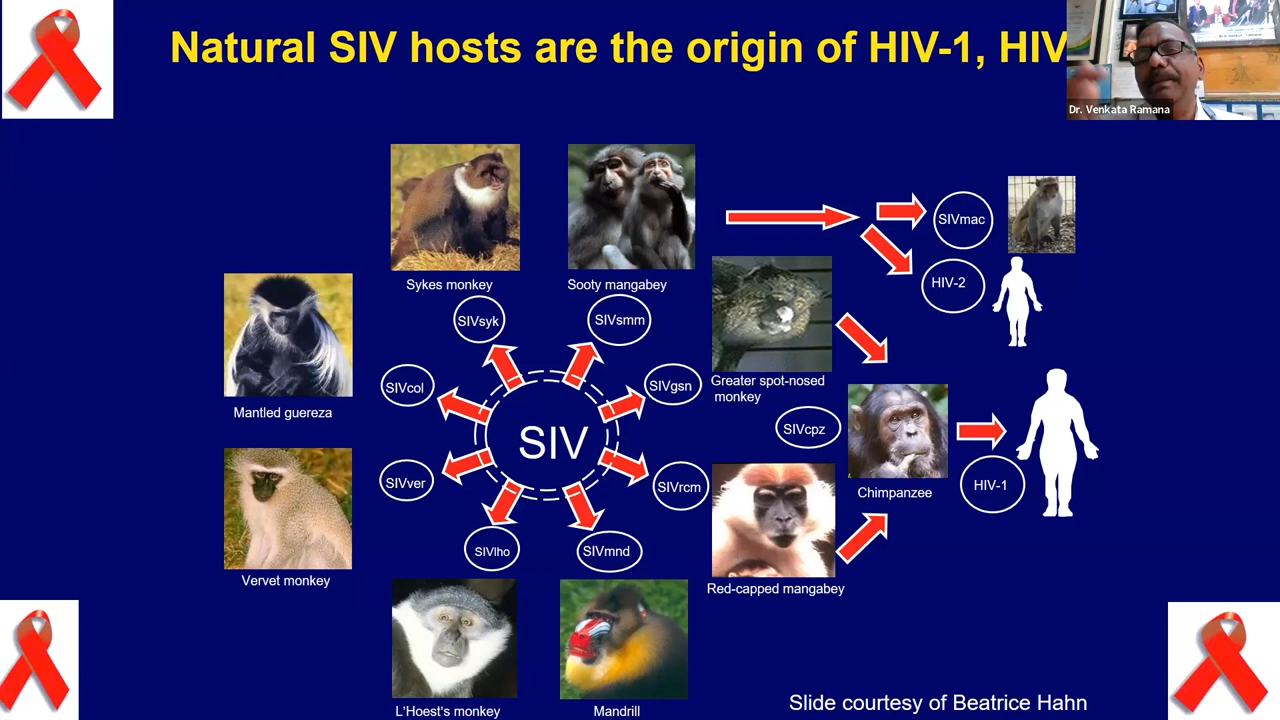 Natural SIV hosts are the origin of HIV-1, HIV
Dr. Venkata Ramana
Sykes monkey
Sooty mangabey
SIVmac
HIV-2
SIVsyk
SIVsmm
Mantled guereza
SIVcol
SIVgsn
Greater spot-nosed
monkey
SIVcpz
SIV
Chimpanzee
HIV-1
SIVver
SIVrcm
Vervet monkey
SIVlho
SIVmnd
Red-capped mangabey
L'Hoest's monkey
Mandrill
Slide courtesy of Beatrice Hahn